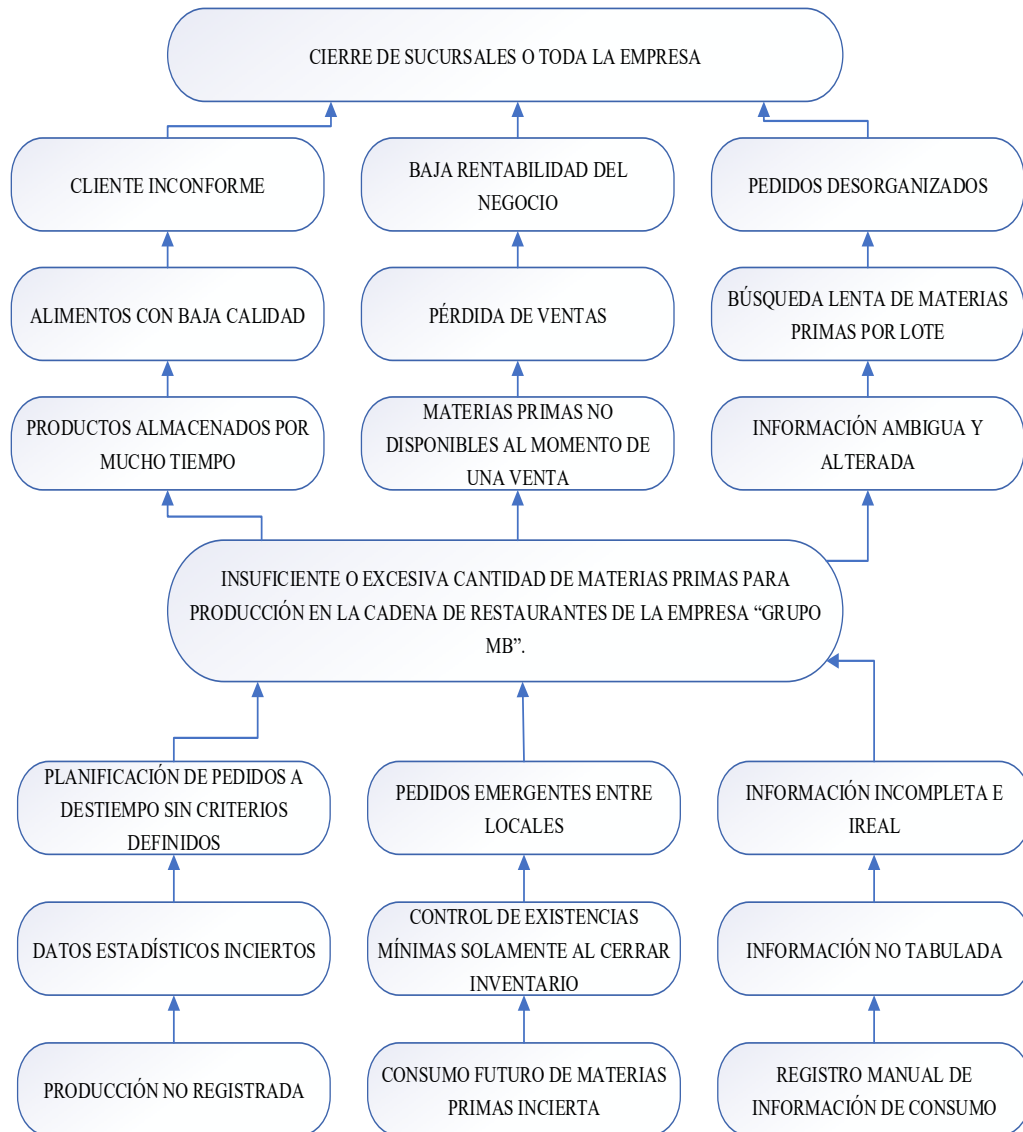 CIERRE DE SUCURSALES O TODA LA EMPRESA
CLIENTE INCONFORME
BAJA RENTABILIDAD DEL
NEGOCIO
PEDIDOS DESORGANIZADOS
ALIMENTOS CON BAJA CALIDAD
PÉRDIDA DE VENTAS
BÚSQUEDA LENTA DE MATERIAS
PRIMAS POR LOTE
PRODUCTOS ALMACENADOS POR
MUCHO TIEMPO
MATERIAS PRIMAS NO
DISPONIBLES AL MOMENTO DE
UNA VENTA
INFORMACIÓN AMBIGUA Y
ALTERADA
INSUFICIENTE O EXCESIVA CANTIDAD DE MATERIAS PRIMAS PARA
PRODUCCIÓN EN LA CADENA DE RESTAURANTES DE LA EMPRESA “GRUPO
MB”.
PLANIFICACIÓN DE PEDIDOS A
DESTIEMPO SIN CRITERIOS
DEFINIDOS
PEDIDOS EMERGENTES ENTRE
LOCALES
INFORMACIÓN INCOMPLETA E
IREAL
DATOS ESTADÍSTICOS INCIERTOS
CONTROL DE EXISTENCIAS
MÍNIMAS SOLAMENTE AL CERRAR
INVENTARIO
INFORMACIÓN NO TABULADA
PRODUCCIÓN NO REGISTRADA
CONSUMO FUTURO DE MATERIAS
PRIMAS INCIERTA
REGISTRO MANUAL DE
INFORMACIÓN DE CONSUMO